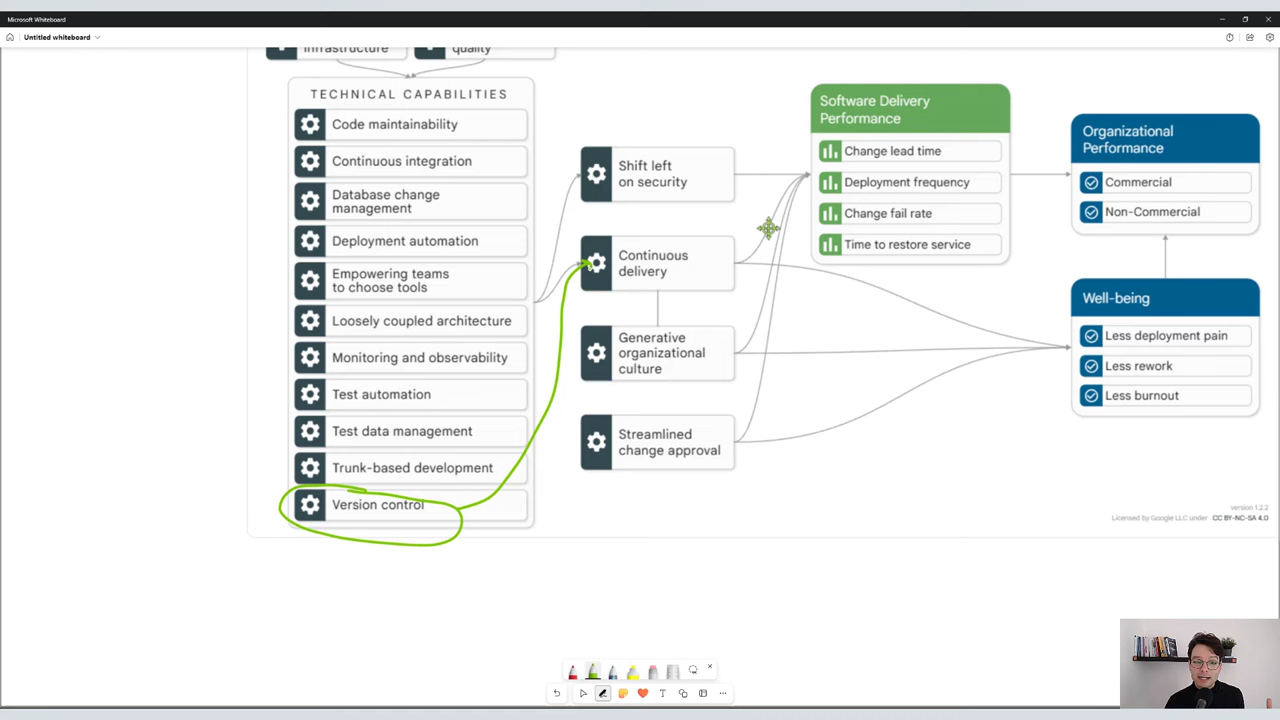 Microsoft Whiteboard
Untitled whiteboard
infrastructure
quality
TECHNICAL CAPABILITIES
Code maintainability
Continuous integration
Database change
management
Deployment automation
Empowering teams
to choose tools
Loosely coupled architecture
Monitoring and observability
Test automation
Test data management
Trunk-based development
Version control
Shift left
on security
Continuous
delivery
Generative
organizational
culture
Streamlined
change approval
Software Delivery
Performance
Change lead time
Deployment frequency
Change fail rate
Time to restore service
Organizational
Performance
Commercial
Non-Commercial
Well-being
Less deployment pain
Less rework
Less burnout
version 1.2.2
Licensed by Google LLC under CC BY-NC-SA 4.0